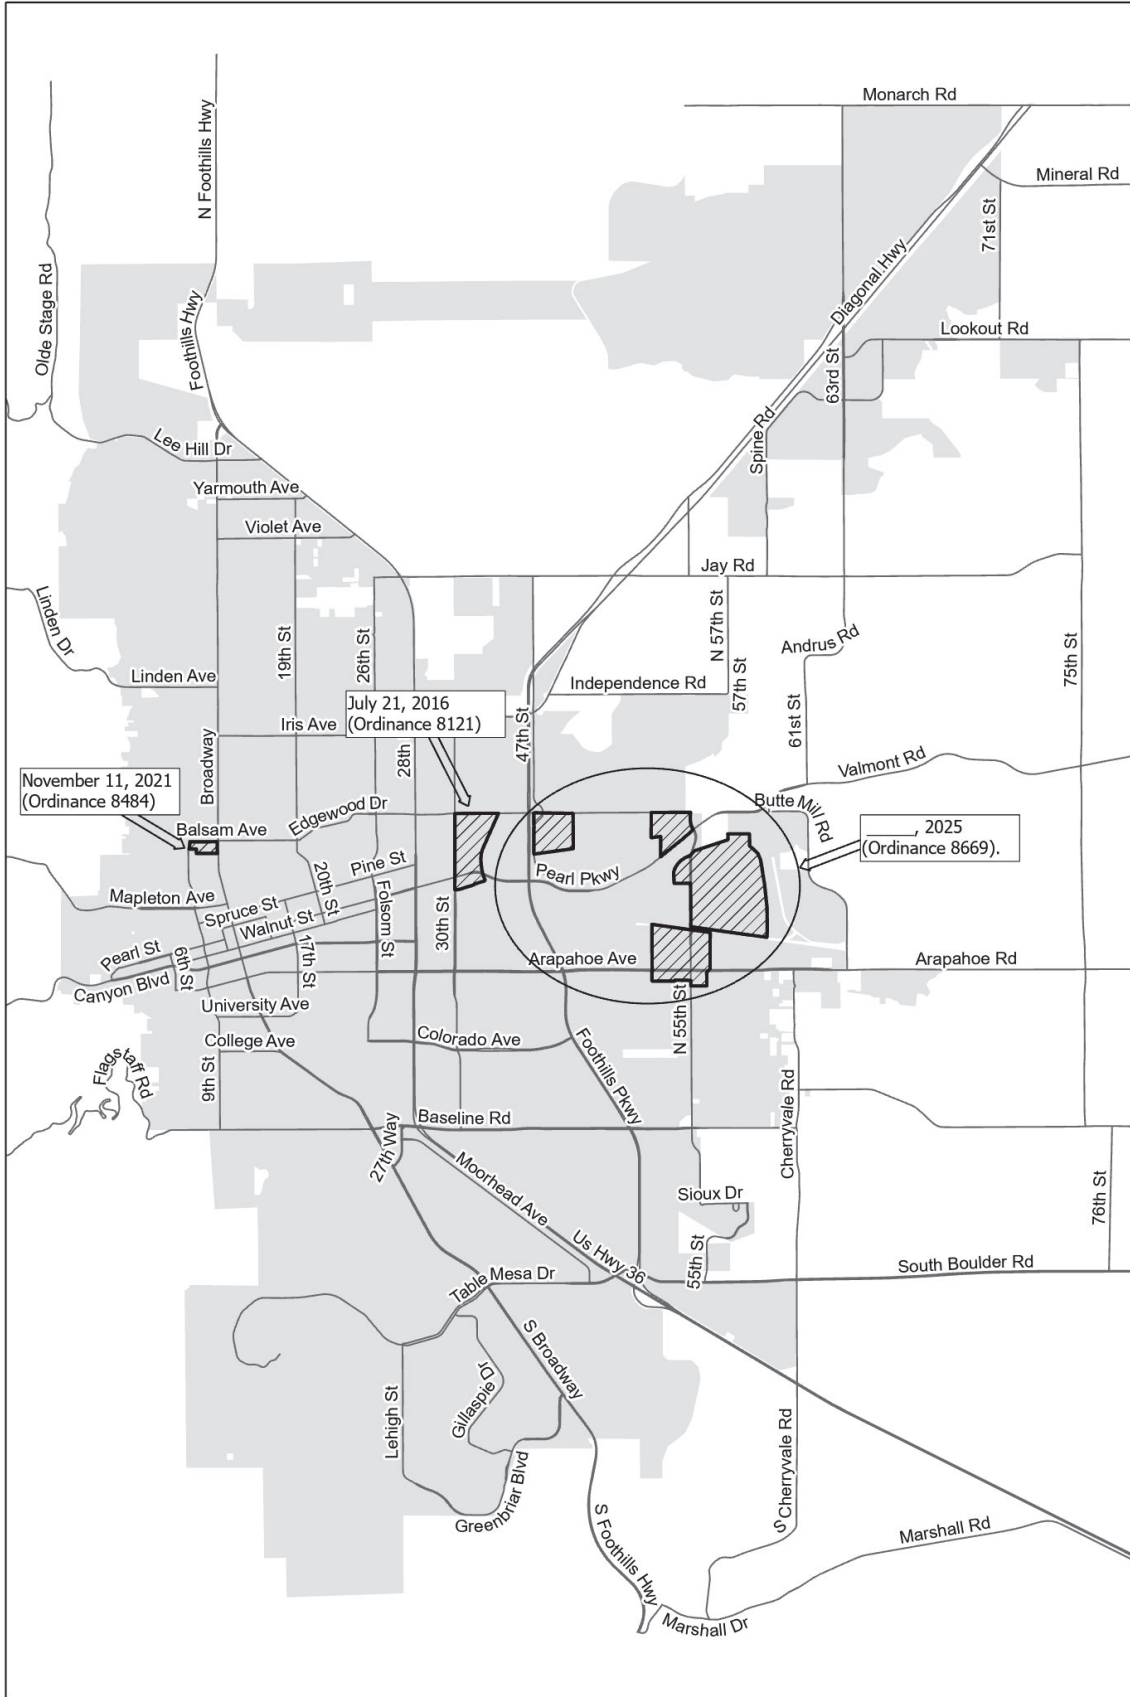 Monarch Rd
N Foothills Hwy
Mineral Rd
71st St
Olde Stage Rd
Diagonal Hwy
Foothills Hwy
Lookout Rd
63rd St
Spine Rd
Lee Hill Dr
Yarmouth Ave
Violet Ave
Jay Rd
Linden Dr
N 57th St
19th St
26th St
Andrus Rd
75th St
Linden Ave
Independence Rd
57th St
July 21, 2016
(Ordinance 8121)
61st St
Iris Ave
47th St
Broadway
28th
Valmont Rd
November 11, 2021
(Ordinance 8484)
Edgewood Dr
Butte Mill Rd
Balsam Ave
_____, 2025
(Ordinance 8669).
Pine St
Pearl Pkwy
20th St
Mapleton Ave
Spruce St
Folsom St
30th St
Walnut St
Pearl St
6th St
17th St
Arapahoe Ave
Arapahoe Rd
Canyon Blvd
University Ave
N 55th St
College Ave
Colorado Ave
Flagstaff Rd
9th St
Foothills Pkwy
Cherryvale Rd
Baseline Rd
27th Way
Moorhead Ave
Sioux Dr
76th St
Us Hwy 36
55th St
South Boulder Rd
Table Mesa Dr
S Broadway
Gillaspie Dr
Lehigh St
S Cherryvale Rd
Greenbriar Blvd
S Foothills Hwy
Marshall Rd
Marshall Dr